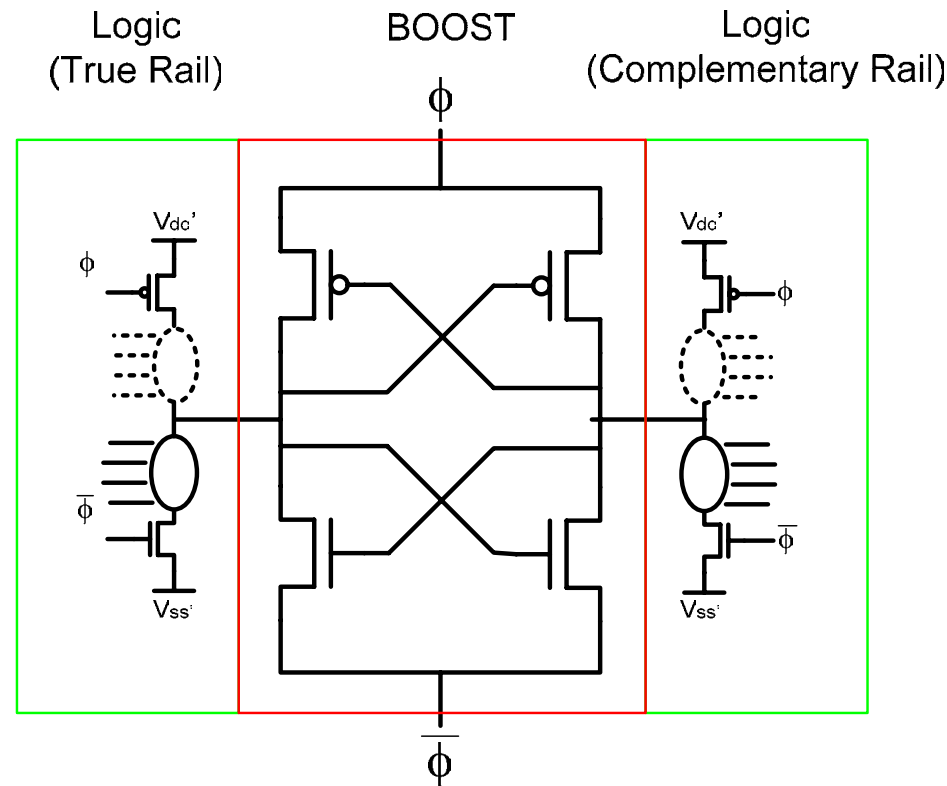 Logic
(True Rail)
BOOST
Logic
(Complementary Rail)
ϕ
Vdc'
Vdc'
ϕ
ϕ
ϕ̅
ϕ̅
Vss'
Vss'
ϕ̅